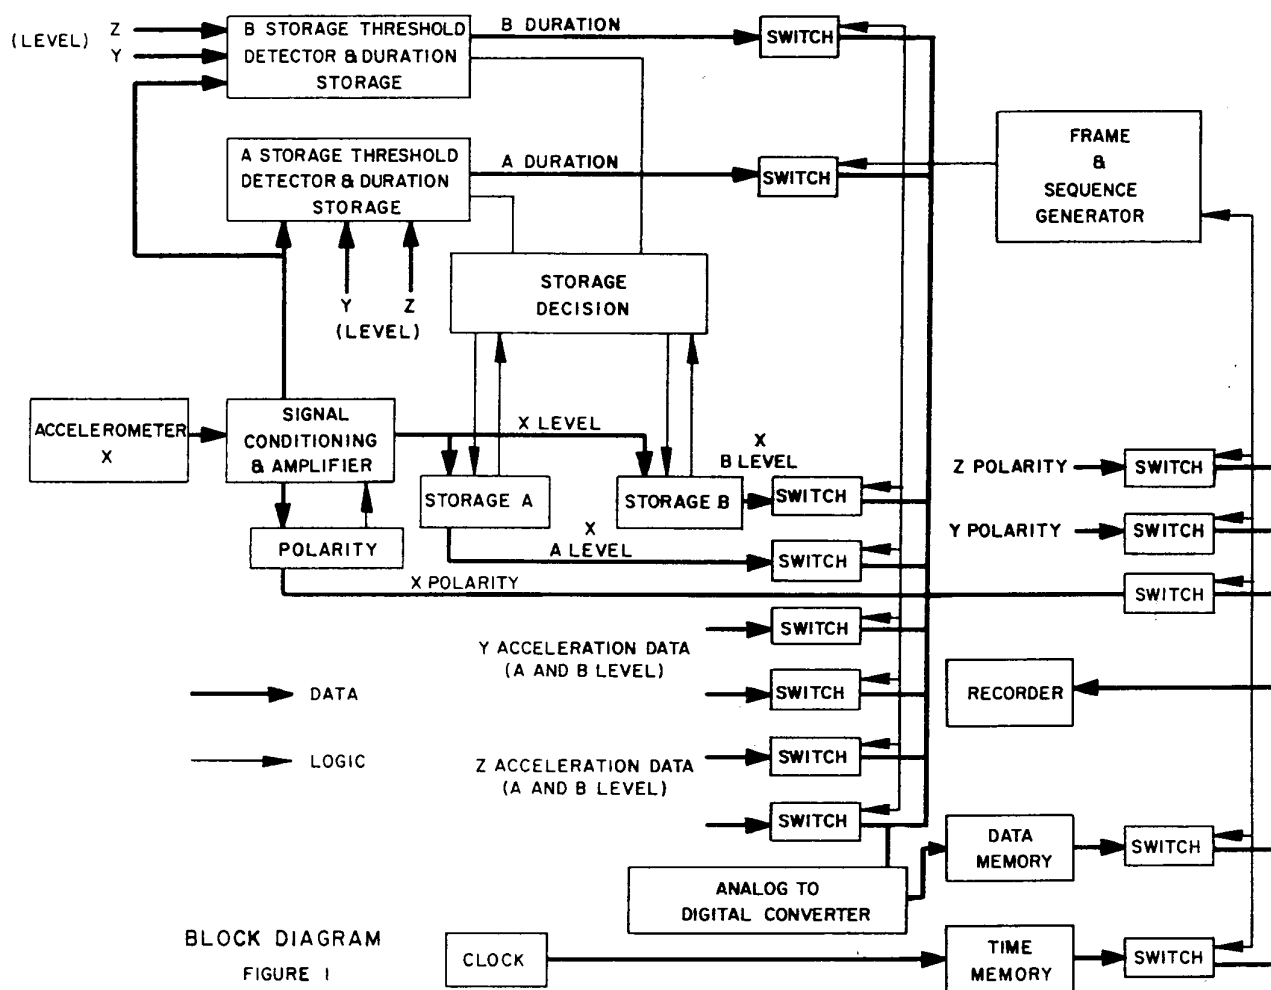 (LEVEL)
Z
Y
B STORAGE THRESHOLD
DETECTOR & DURATION
STORAGE
B DURATION
SWITCH
A STORAGE THRESHOLD
DETECTOR & DURATION
STORAGE
A DURATION
SWITCH
FRAME
&
SEQUENCE
GENERATOR
Y Z
(LEVEL)
STORAGE
DECISION
ACCELEROMETER
X
SIGNAL
CONDITIONING
& AMPLIFIER
X LEVEL
STORAGE A
STORAGE B
X
B LEVEL
SWITCH
POLARITY
X
A LEVEL
SWITCH
X POLARITY
Z POLARITY
SWITCH
Y POLARITY
SWITCH
SWITCH
Y ACCELERATION DATA
(A AND B LEVEL)
SWITCH
SWITCH
Z ACCELERATION DATA
(A AND B LEVEL)
SWITCH
SWITCH
DATA
LOGIC
RECORDER
ANALOG TO
DIGITAL CONVERTER
DATA
MEMORY
SWITCH
CLOCK
TIME
MEMORY
SWITCH
BLOCK DIAGRAM
FIGURE 1